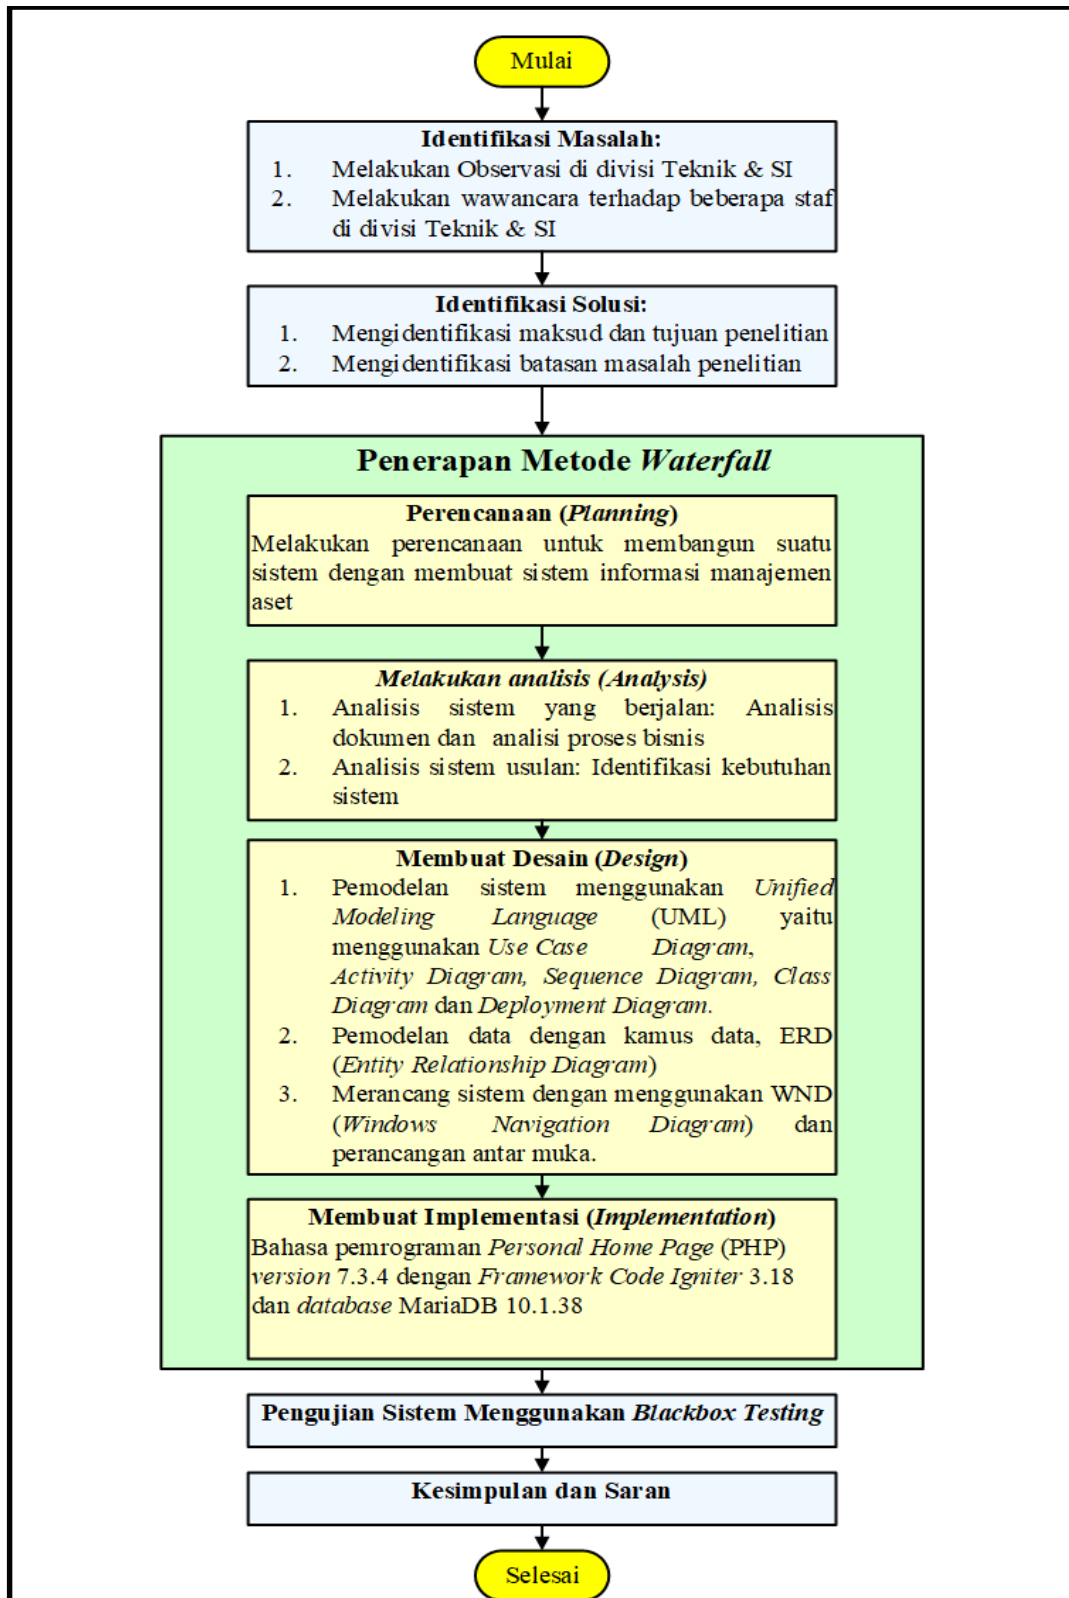 Mulai
Identifikasi Masalah:
1. Melakukan Observasi di divisi Teknik & SI
2. Melakukan wawancara terhadap beberapa staf
di divisi Teknik & SI
Identifikasi Solusi:
1. Mengidentifikasi maksud dan tujuan penelitian
2. Mengidentifikasi batasan masalah penelitian
Penerapan Metode Waterfall
Perencanaan (Planning)
Melakukan perencanaan untuk membangun suatu
sistem dengan membuat sistem informasi manajemen
aset
Melakukan analisis (Analysis)
1. Analisis sistem yang berjalan: Analisis
dokumen dan analisi proses bisnis
2. Analisis sistem usulan: Identifikasi kebutuhan
sistem
Membuat Desain (Design)
1. Pemodelan sistem menggunakan Unified
Modeling Language (UML) yaitu
menggunakan Use Case Diagram,
Activity Diagram, Sequence Diagram, Class
Diagram dan Deployment Diagram.
2. Pemodelan data dengan kamus data, ERD
(Entity Relationship Diagram)
3. Merancang sistem dengan menggunakan WND
(Windows Navigation Diagram) dan
perancangan antar muka.
Membuat Implementasi (Implementation)
Bahasa pemrograman Personal Home Page (PHP)
version 7.3.4 dengan Framework Code Igniter 3.18
dan database MariaDB 10.1.38
Pengujian Sistem Menggunakan Blackbox Testing
Kesimpulan dan Saran
Selesai